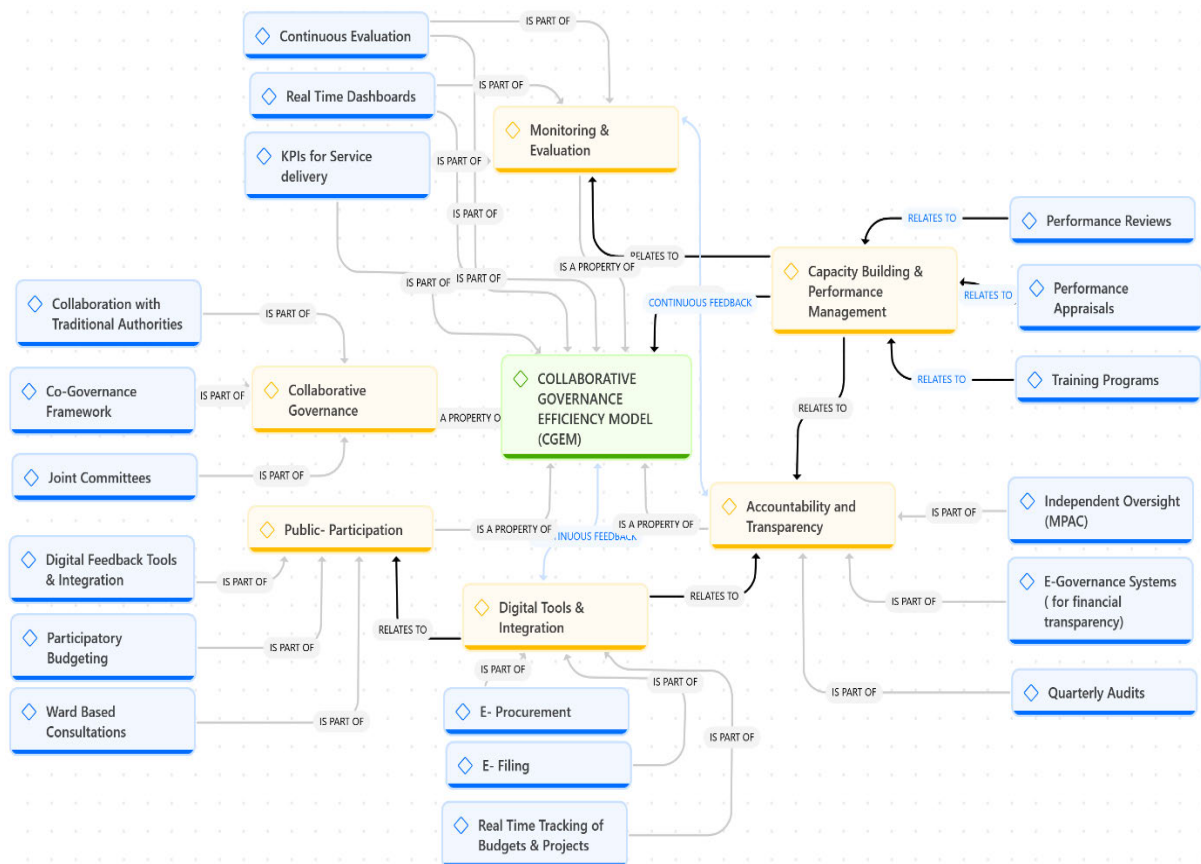 IS PART OF
Continuous Evaluation
IS PART OF
Real Time Dashboards
Monitoring &
Evaluation
KPIs for Service
delivery
IS PART OF
IS PART OF
RELATES TO
Performance Reviews
RELATES TO
IS A PROPERTY OF
IS PART OF
IS PART OF
Capacity Building &
Performance
Management
CONTINUOUS FEEDBACK
RELATES TO
Performance
Appraisals
Collaboration with
Traditional Authorities
IS PART OF
RELATES TO
Training Programs
Co-Governance
Framework
IS PART OF
Collaborative
Governance
A PROPERTY O
COLLABORATIVE
GOVERNANCE
EFFICIENCY MODEL
(CGEM)
RELATES TO
Joint Committees
IS PART OF
Public- Participation
IS A PROPERTY OF
IS A PROPERTY OF
Accountability and
Transparency
IS PART OF
Independent Oversight
(MPAC)
INUOUS FEEDBACK
Digital Feedback Tools
& Integration
IS PART OF
Digital Tools &
Integration
RELATES TO
IS PART OF
E-Governance Systems
( for financial
transparency)
RELATES TO
Participatory
Budgeting
IS PART OF
IS PART OF
IS PART OF
IS PART OF
Quarterly Audits
Ward Based
Consultations
IS PART OF
E- Procurement
IS PART OF
E- Filing
Real Time Tracking of
Budgets & Projects